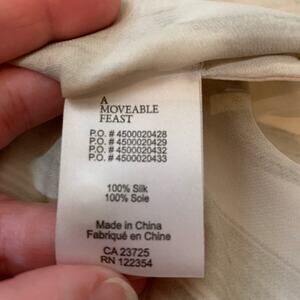 A
MOVEABLE
FEAST
P.O. # 4500020428
P.O. # 4500020429
P.O. # 4500020432
P.O. # 4500020433
100% Silk
100% Soie
Made in China
Fabriqué en Chine
CA 23725
RN 122354